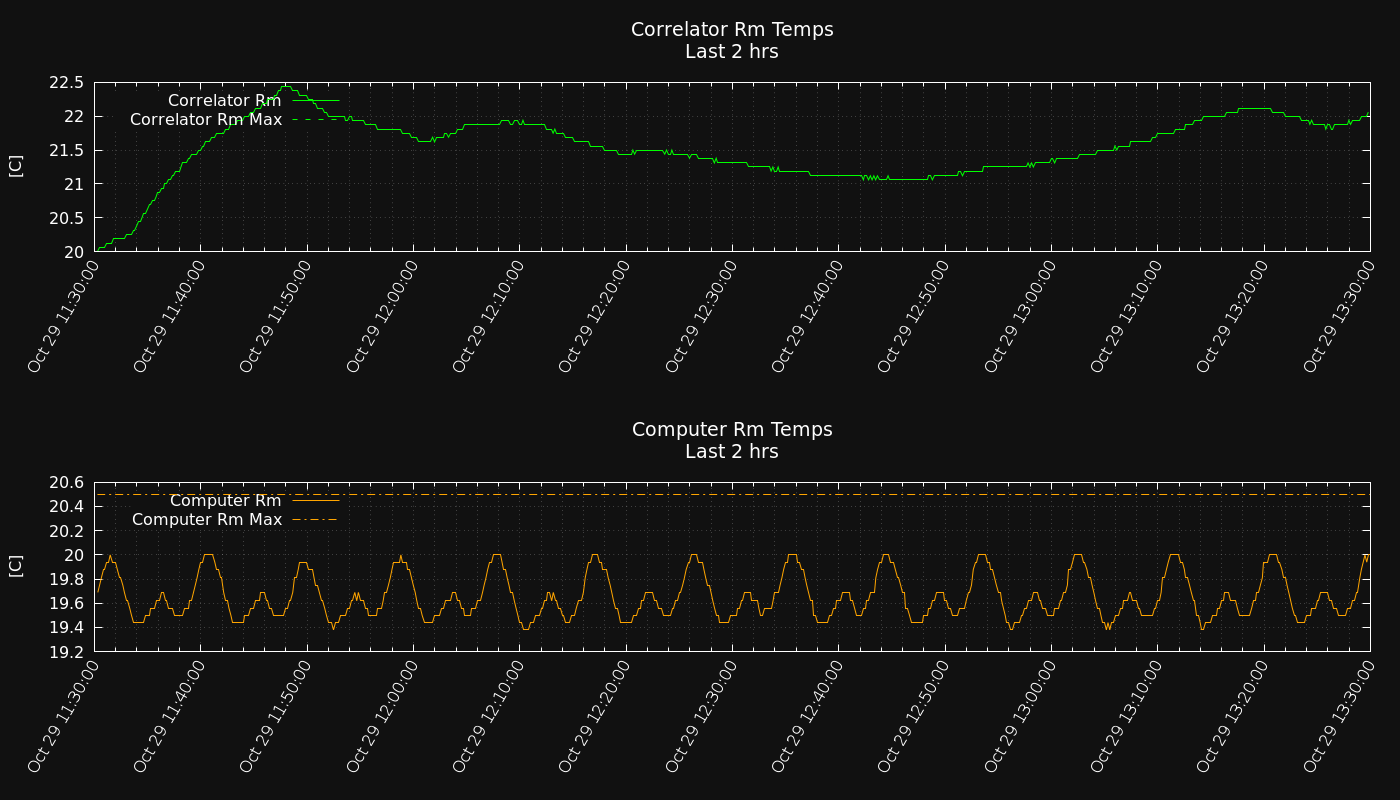 Correlator Rm Temps
Last 2 hrs
22.5
22
21.5
21
20.5
20
[C]
Correlator Rm
Correlator Rm Max
Oct 29 11:30:00
Oct 29 11:40:00
Oct 29 11:50:00
Oct 29 12:00:00
Oct 29 12:10:00
Oct 29 12:20:00
Oct 29 12:30:00
Oct 29 12:40:00
Oct 29 12:50:00
Oct 29 13:00:00
Oct 29 13:10:00
Oct 29 13:20:00
Oct 29 13:30:00
Computer Rm Temps
Last 2 hrs
20.6
20.4
20.2
20
19.8
19.6
19.4
19.2
[C]
Computer Rm
Computer Rm Max
Oct 29 11:30:00
Oct 29 11:40:00
Oct 29 11:50:00
Oct 29 12:00:00
Oct 29 12:10:00
Oct 29 12:20:00
Oct 29 12:30:00
Oct 29 12:40:00
Oct 29 12:50:00
Oct 29 13:00:00
Oct 29 13:10:00
Oct 29 13:20:00
Oct 29 13:30:00